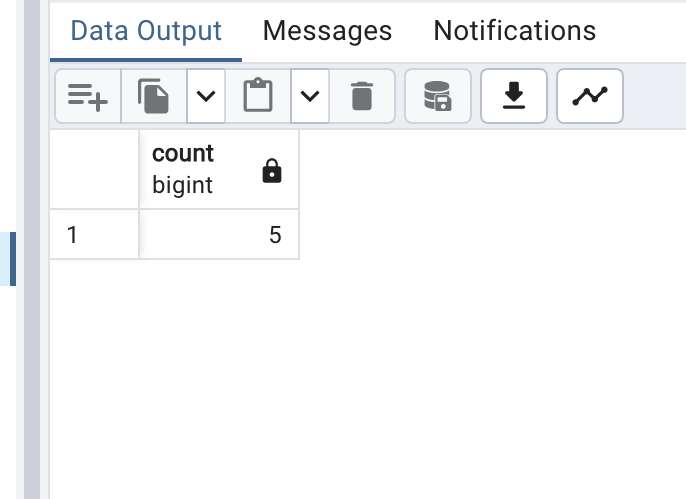 Data Output Messages Notifications
count
bigint
1 5